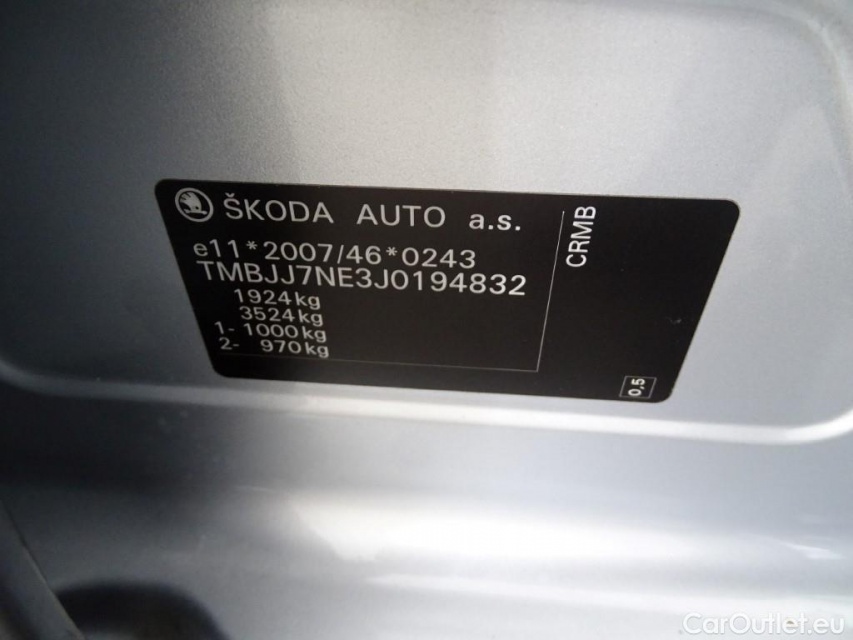 ŠKODA AUTO a.s.
e11*2007/46*0243
TMBJJ7NE3J0194832
1924kg
3524kg
1- 1000kg
2- 970kg
CRMB
0,5
CarOutlet.eu